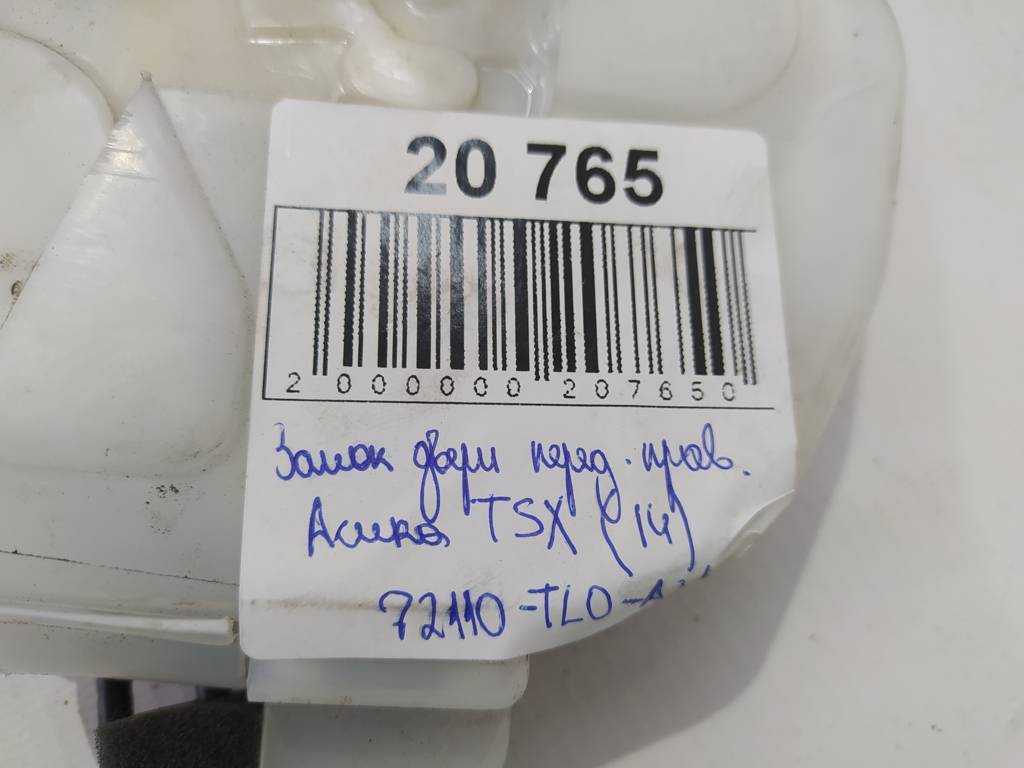 20 765
2 000000 207650
Замок двери перед. прав.
Acura TSX (14)
72110-TL0-A